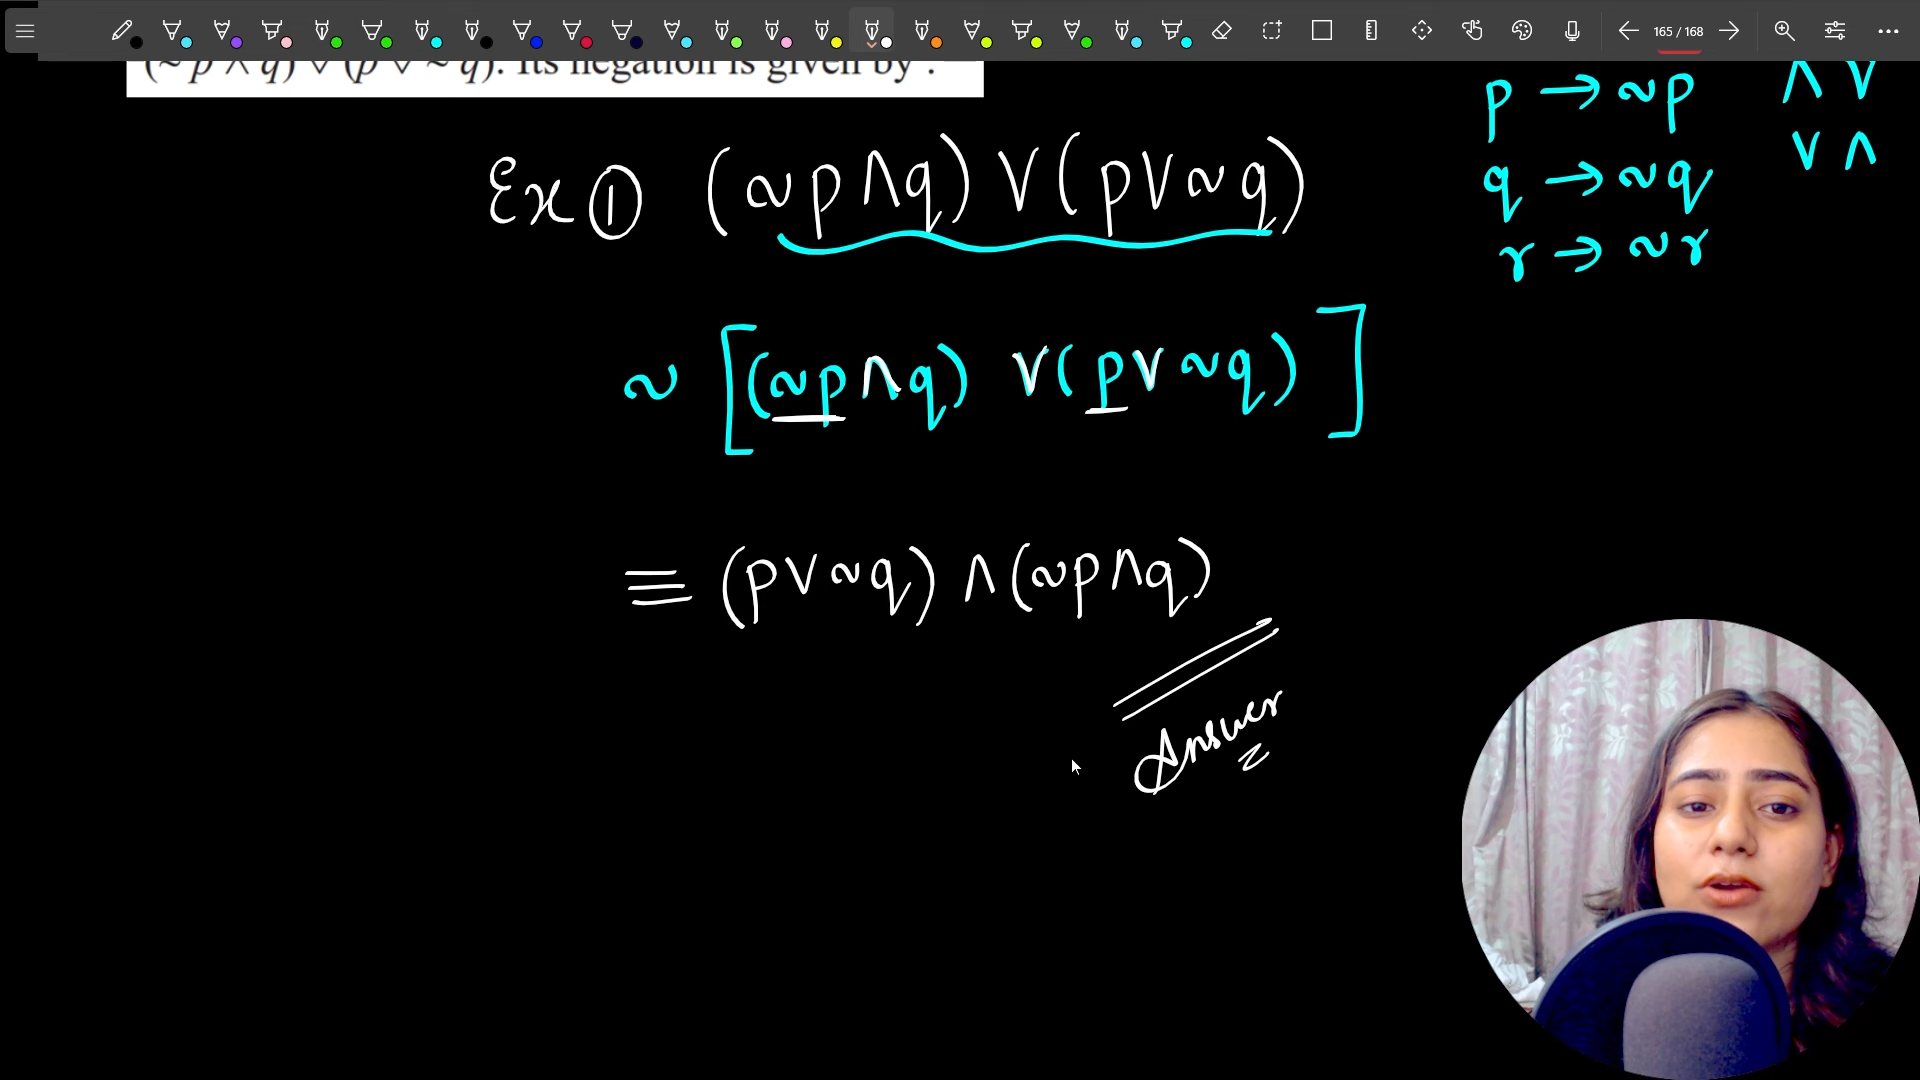 165 / 168
(~ p ∧ q) ∨ (p ∨ ~ q). Its negation is given by :
Ex ① (~p∧q) ∨ (p∨~q)
~ [(~p∧q) ∨ (p∨~q)]
≡ (p∨~q) ∧ (~p∧q)
Answer
p → ~p ∧ ∨
q → ~q ∨ ∧
r → ~r